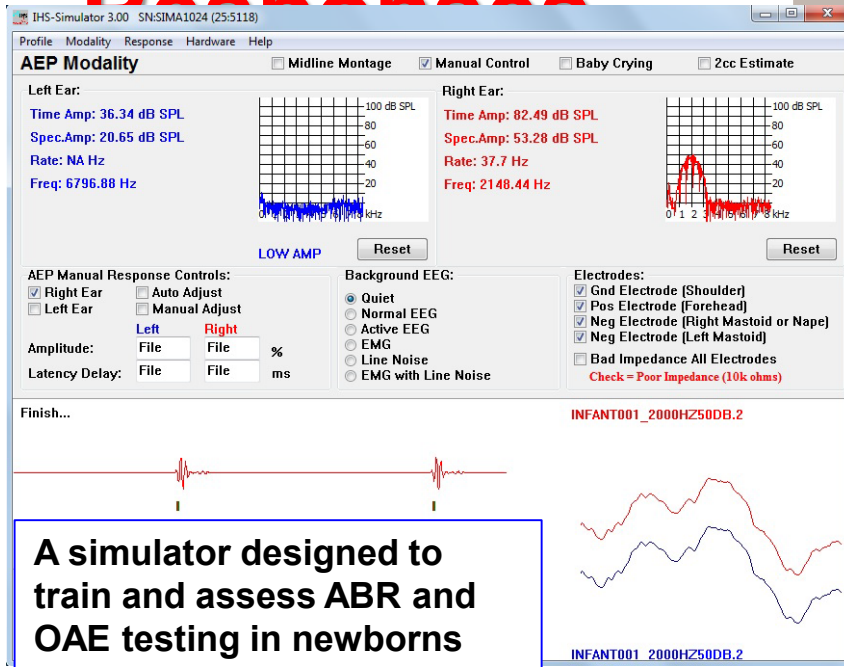 Responses
IHS-Simulator 3.00 SN:SIMA1024 (25:5118)
Profile Modality Response Hardware Help
AEP Modality Midline Montage Manual Control Baby Crying 2cc Estimate
Left Ear:
Time Amp: 36.34 dB SPL
Spec.Amp: 20.65 dB SPL
Rate: NA Hz
Freq: 6796.88 Hz
100 dB SPL
80
60
40
20
kHz
LOW AMP Reset
Right Ear:
Time Amp: 82.49 dB SPL
Spec.Amp: 53.28 dB SPL
Rate: 37.7 Hz
Freq: 2148.44 Hz
100 dB SPL
80
60
40
20
0 1 2 3 4 5 6 7 8 kHz
Reset
AEP Manual Response Controls:
Right Ear Auto Adjust
Left Ear Manual Adjust
Left Right
Amplitude: File File %
Latency Delay: File File ms
Background EEG:
Quiet
Normal EEG
Active EEG
EMG
Line Noise
EMG with Line Noise
Electrodes:
Gnd Electrode (Shoulder)
Pos Electrode (Forehead)
Neg Electrode (Right Mastoid or Nape)
Neg Electrode (Left Mastoid)
Bad Impedance All Electrodes
Check = Poor Impedance (10k ohms)
Finish...
INFANT001_2000HZ50DB.2
A simulator designed to
train and assess ABR and
OAE testing in newborns
INFANT001_2000HZ50DB.2